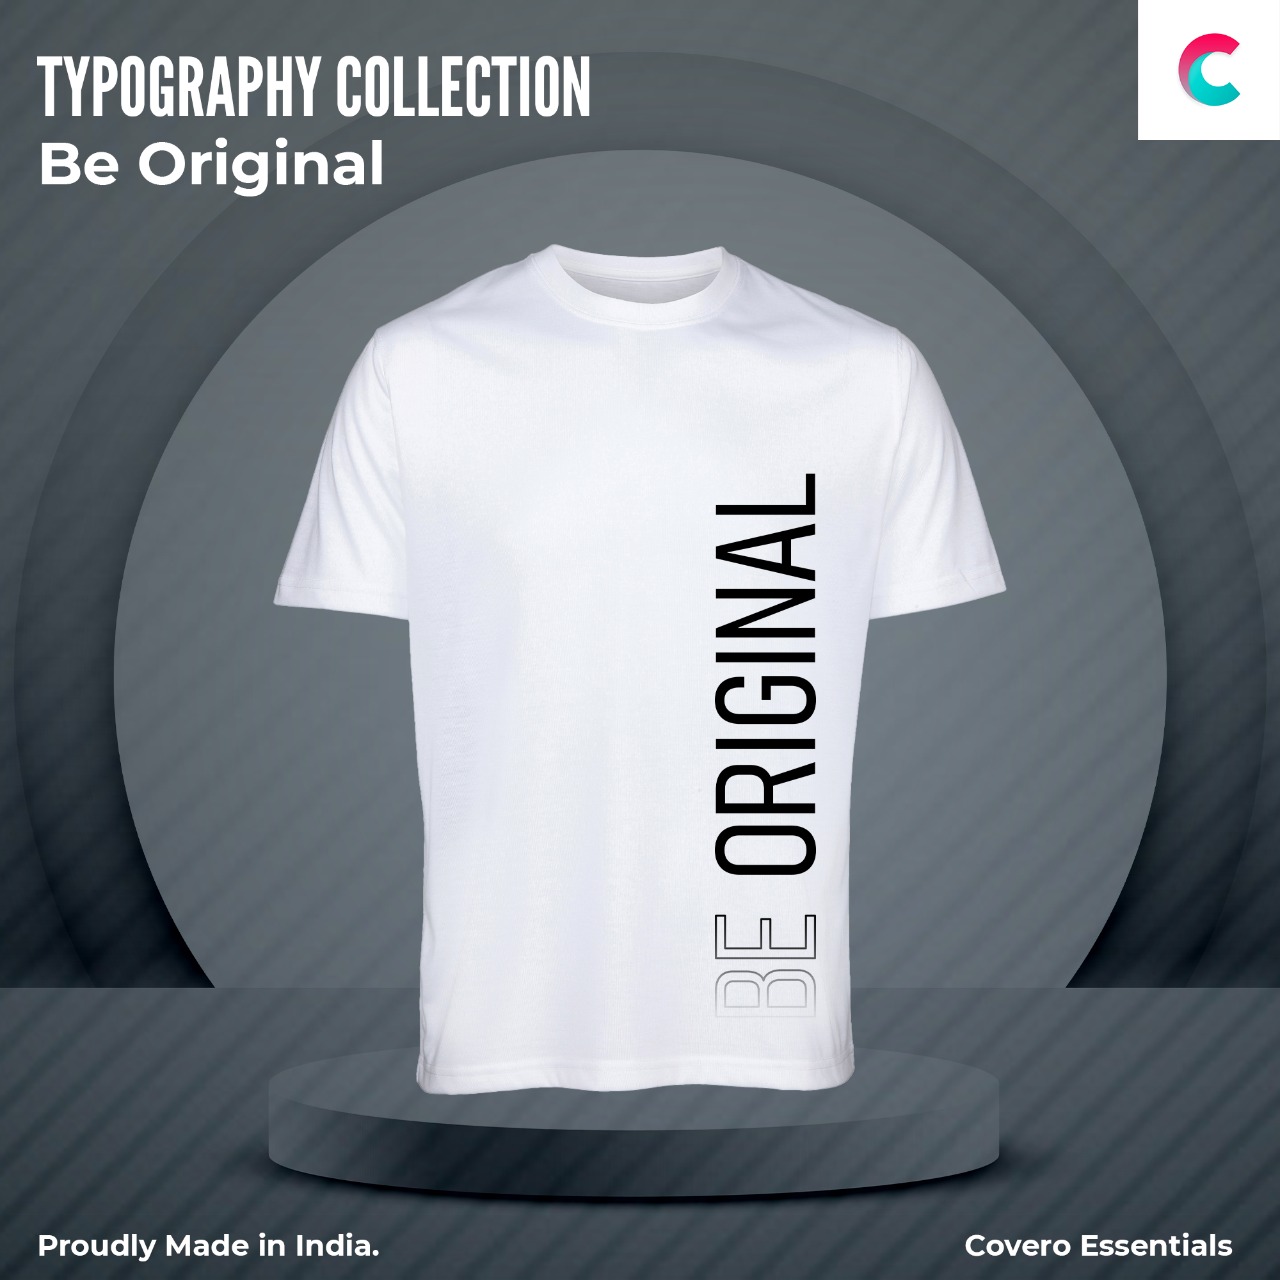 TYPOGRAPHY COLLECTION
Be Original
C
BE ORIGINAL
Proudly Made in India.
Covero Essentials